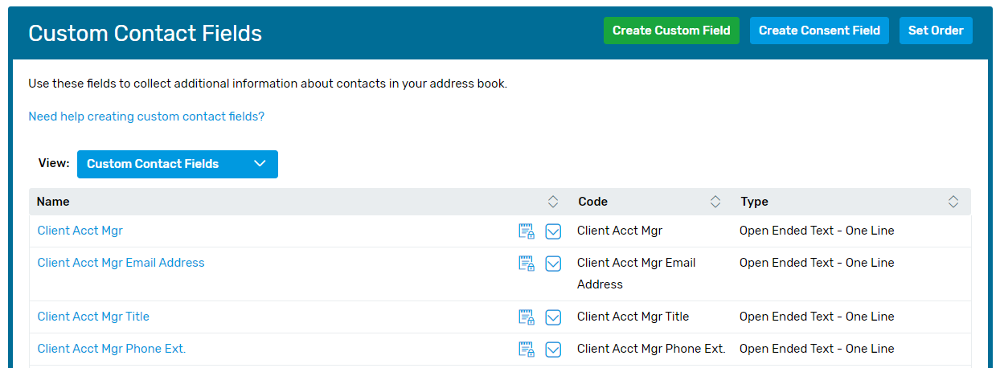 Custom Contact Fields
Create Custom Field
Create Consent Field
Set Order
Use these fields to collect additional information about contacts in your address book.
Need help creating custom contact fields?
View: Custom Contact Fields
Name Code Type
Client Acct Mgr Client Acct Mgr Open Ended Text - One Line
Client Acct Mgr Email Address Client Acct Mgr Email Open Ended Text - One Line
Address
Client Acct Mgr Title Client Acct Mgr Title Open Ended Text - One Line
Client Acct Mgr Phone Ext. Client Acct Mgr Phone Ext. Open Ended Text - One Line